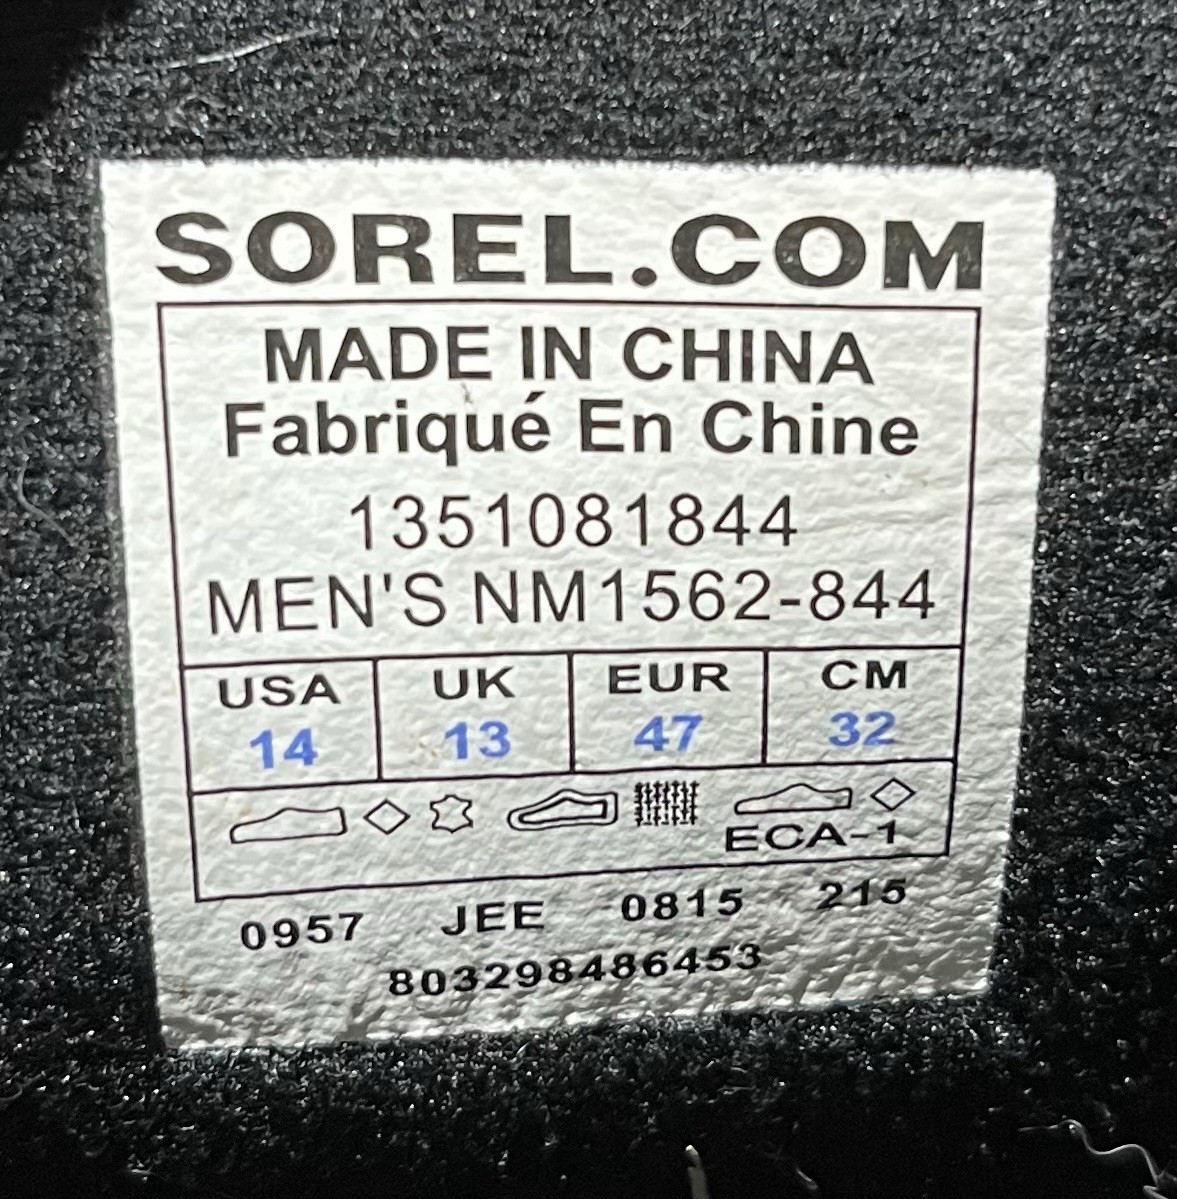 SOREL.COM
MADE IN CHINA
Fabriqué En Chine
1351081844
MEN'S NM1562-844
USA UK EUR CM
14 13 47 32
ECA-1
0957 JEE 0815 215
803298486453